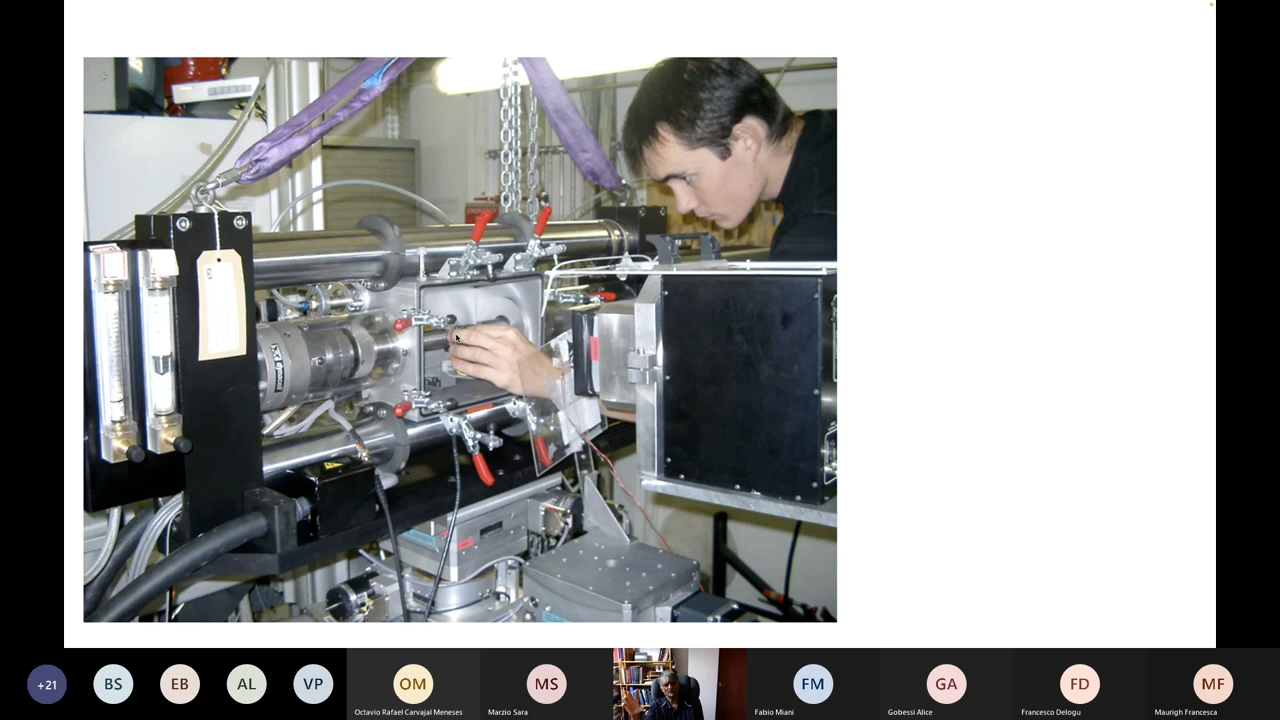 +21
BS
EB
AL
VP
OM
Octavio Rafael Carvajal Meneses
MS
Marzio Sara
FM
Fabio Miani
GA
Gobessi Alice
FD
Francesco Delogu
MF
Maurigh Francesca